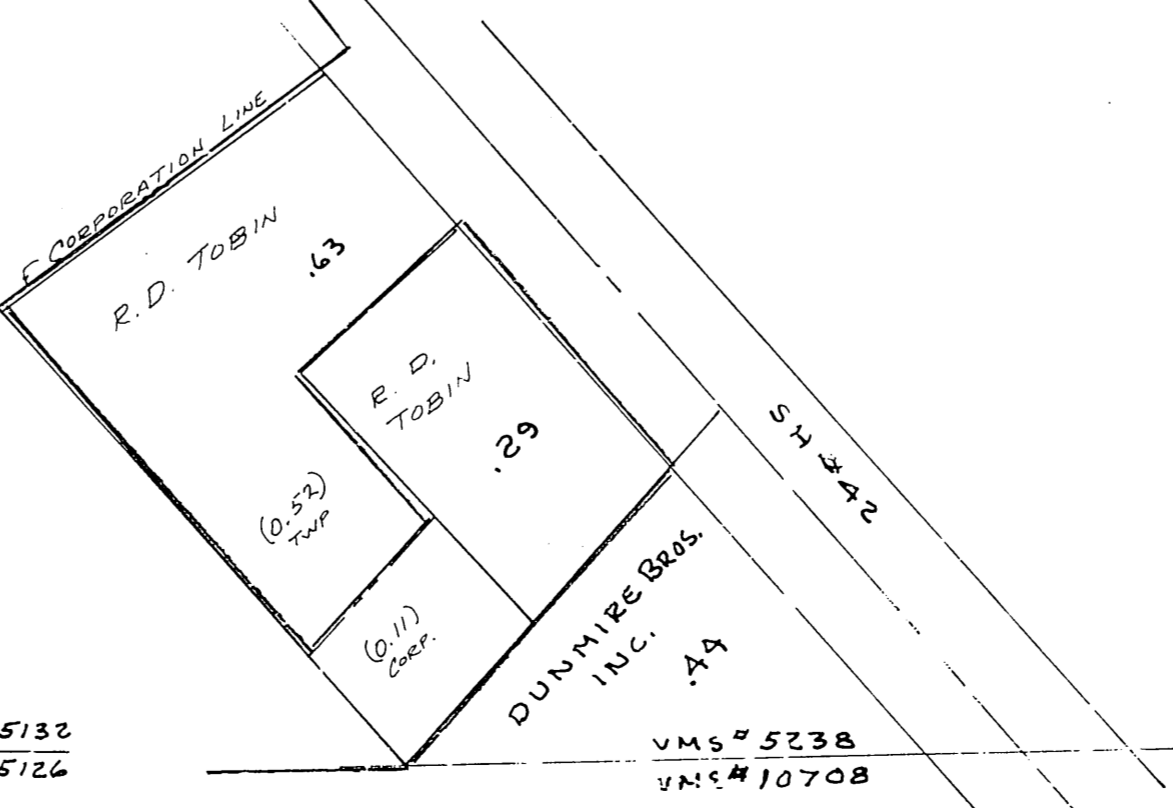 E CORPORATION LINE
R. D. TOBIN
.63
R. D.
TOBIN
.29
SH #42
(0.52)
TWP
(0.11)
CORP.
DUNMIRE BROS.
INC.
.44
5132
5126
VMS # 5238
VMS # 10708